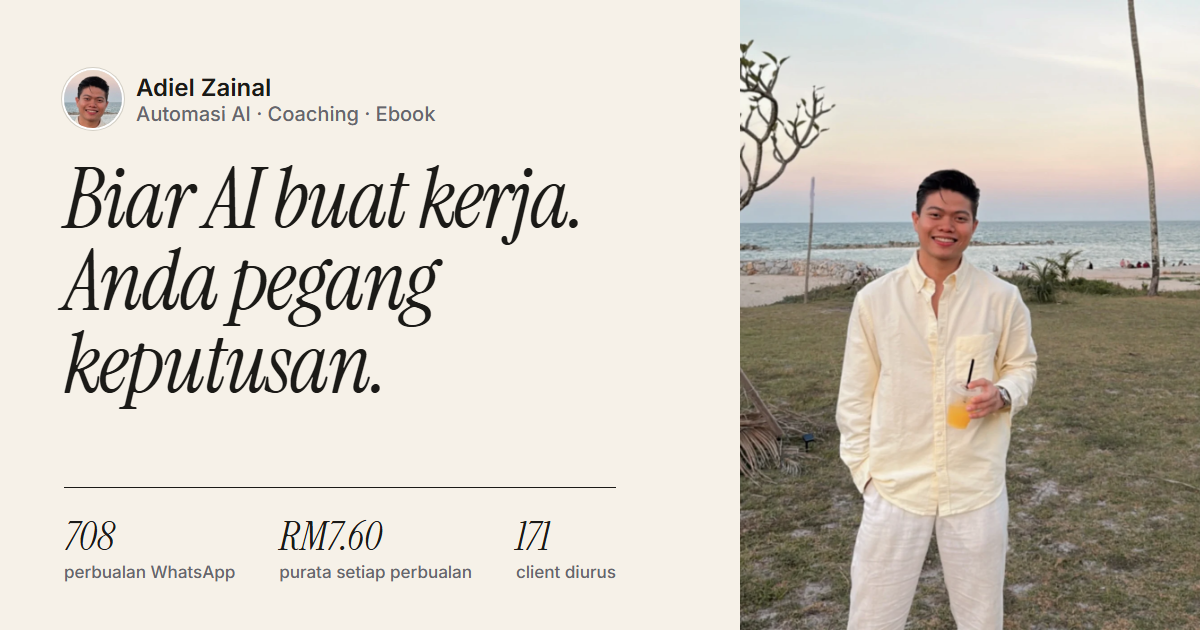 Adiel Zainal
Automasi AI · Coaching · Ebook
Biar AI buat kerja.
Anda pegang
keputusan.
708
perbualan WhatsApp
RM7.60
purata setiap perbualan
171
client diurus